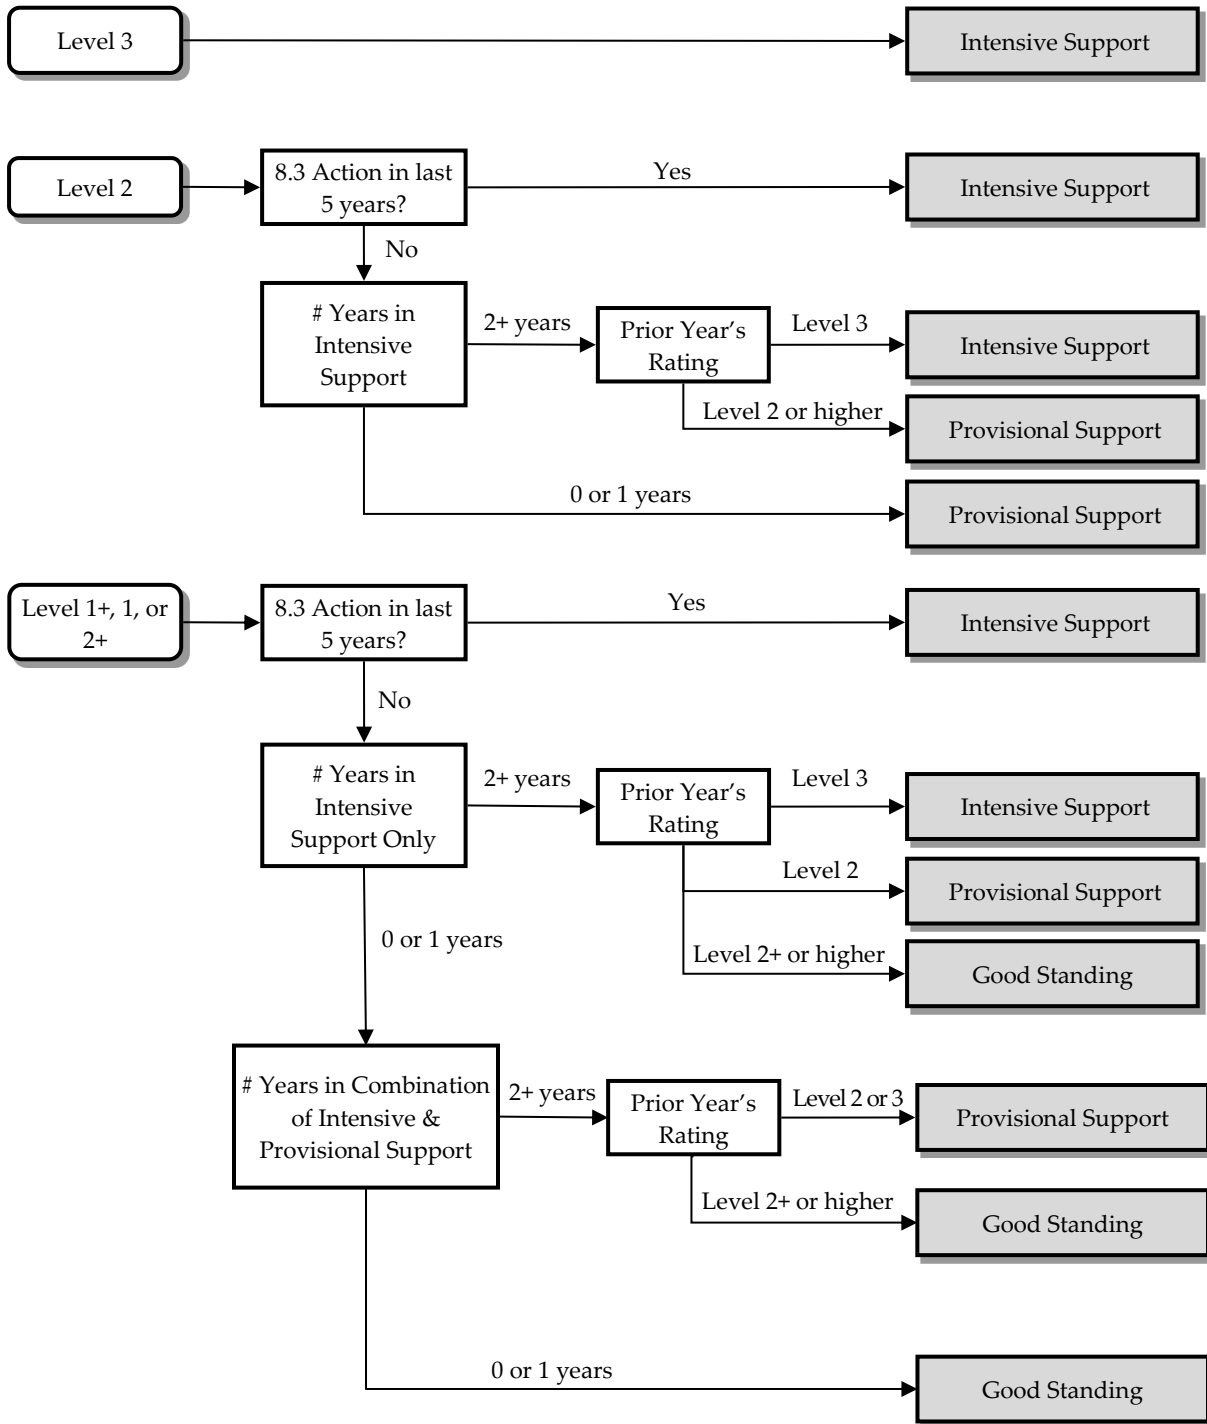 Level 3
Intensive Support
Level 2
8.3 Action in last
5 years?
Yes
Intensive Support
No
# Years in
Intensive
Support
2+ years
Prior Year’s
Rating
Level 3
Intensive Support
Level 2 or higher
Provisional Support
0 or 1 years
Provisional Support
Level 1+, 1, or
2+
8.3 Action in last
5 years?
Yes
Intensive Support
No
# Years in
Intensive
Support Only
2+ years
Prior Year’s
Rating
Level 3
Intensive Support
Level 2
Provisional Support
Level 2+ or higher
Good Standing
0 or 1 years
# Years in Combination
of Intensive &
Provisional Support
2+ years
Prior Year’s
Rating
Level 2 or 3
Provisional Support
Level 2+ or higher
Good Standing
0 or 1 years
Good Standing